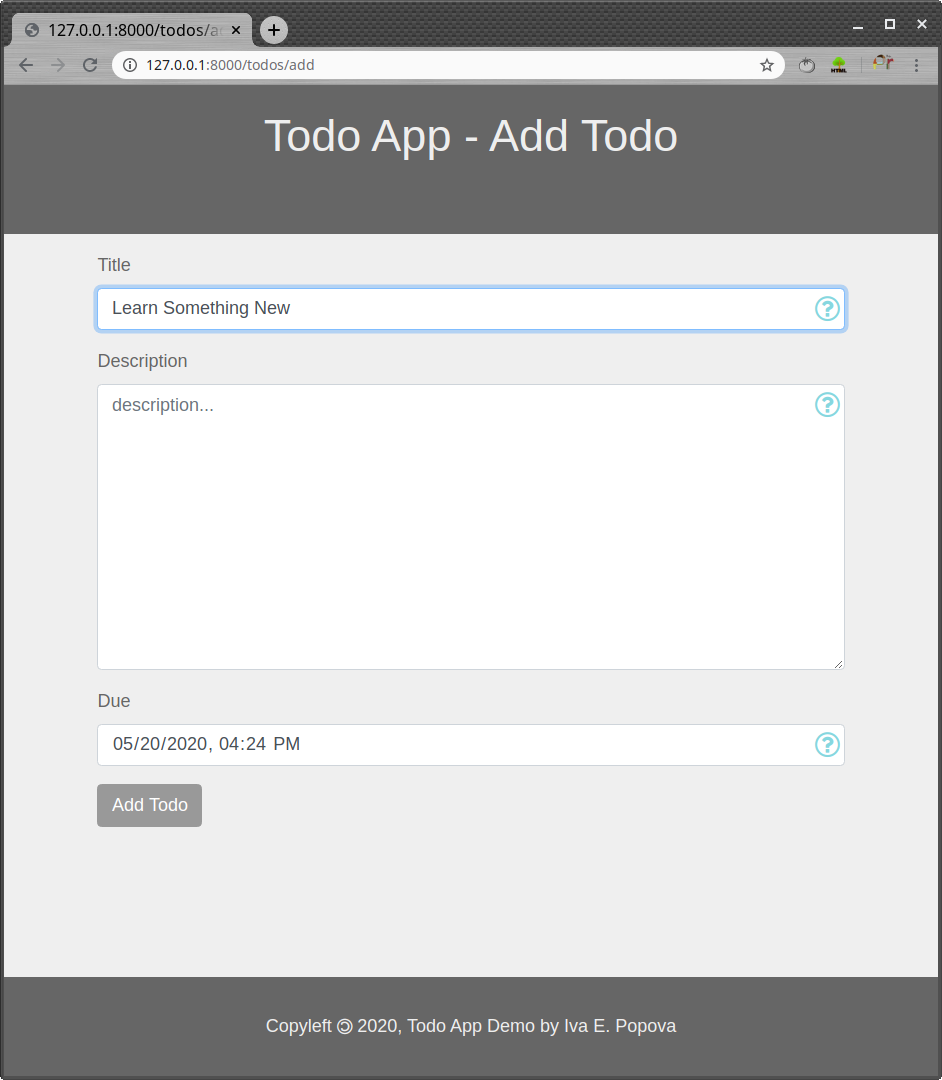 127.0.0.1:8000/todos/a
127.0.0.1:8000/todos/add
HTML
Todo App - Add Todo
Title
Learn Something New
Description
description...
Due
05/20/2020, 04:24 PM
Add Todo
Copyleft 🄯 2020, Todo App Demo by Iva E. Popova